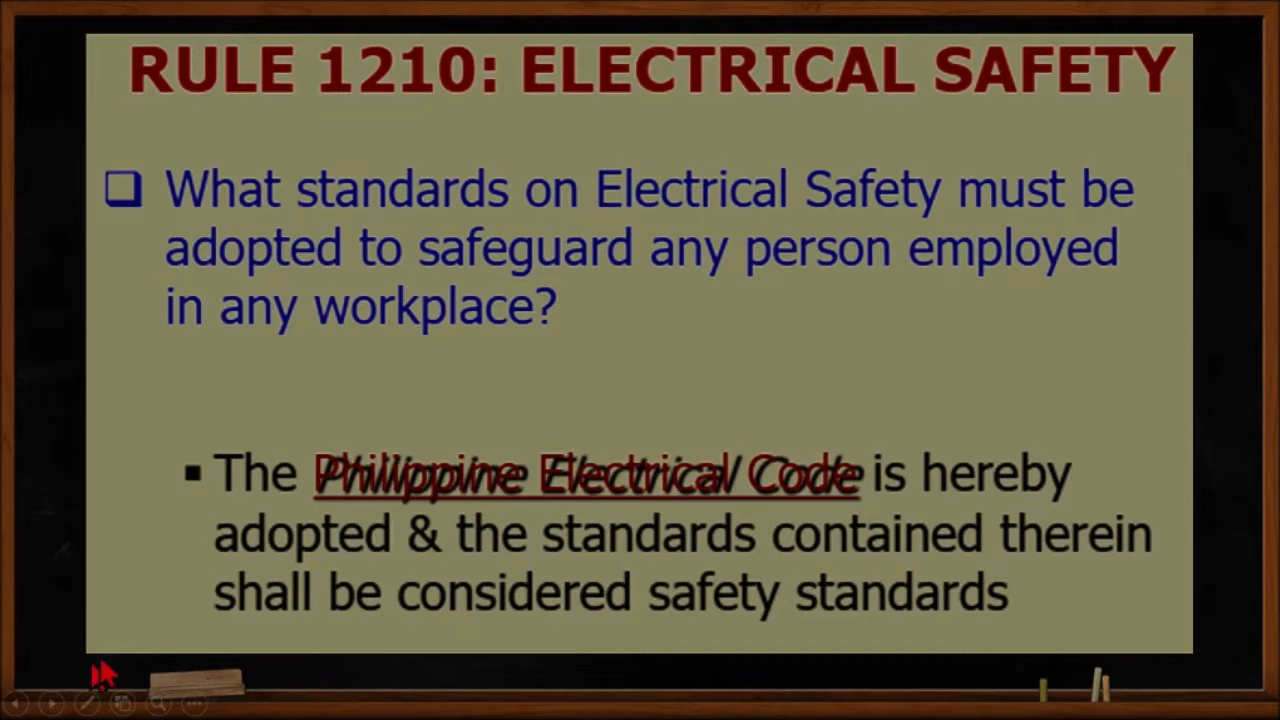 RULE 1210: ELECTRICAL SAFETY
What standards on Electrical Safety must be
adopted to safeguard any person employed
in any workplace?
The Philippine Electrical Code is hereby
adopted & the standards contained therein
shall be considered safety standards